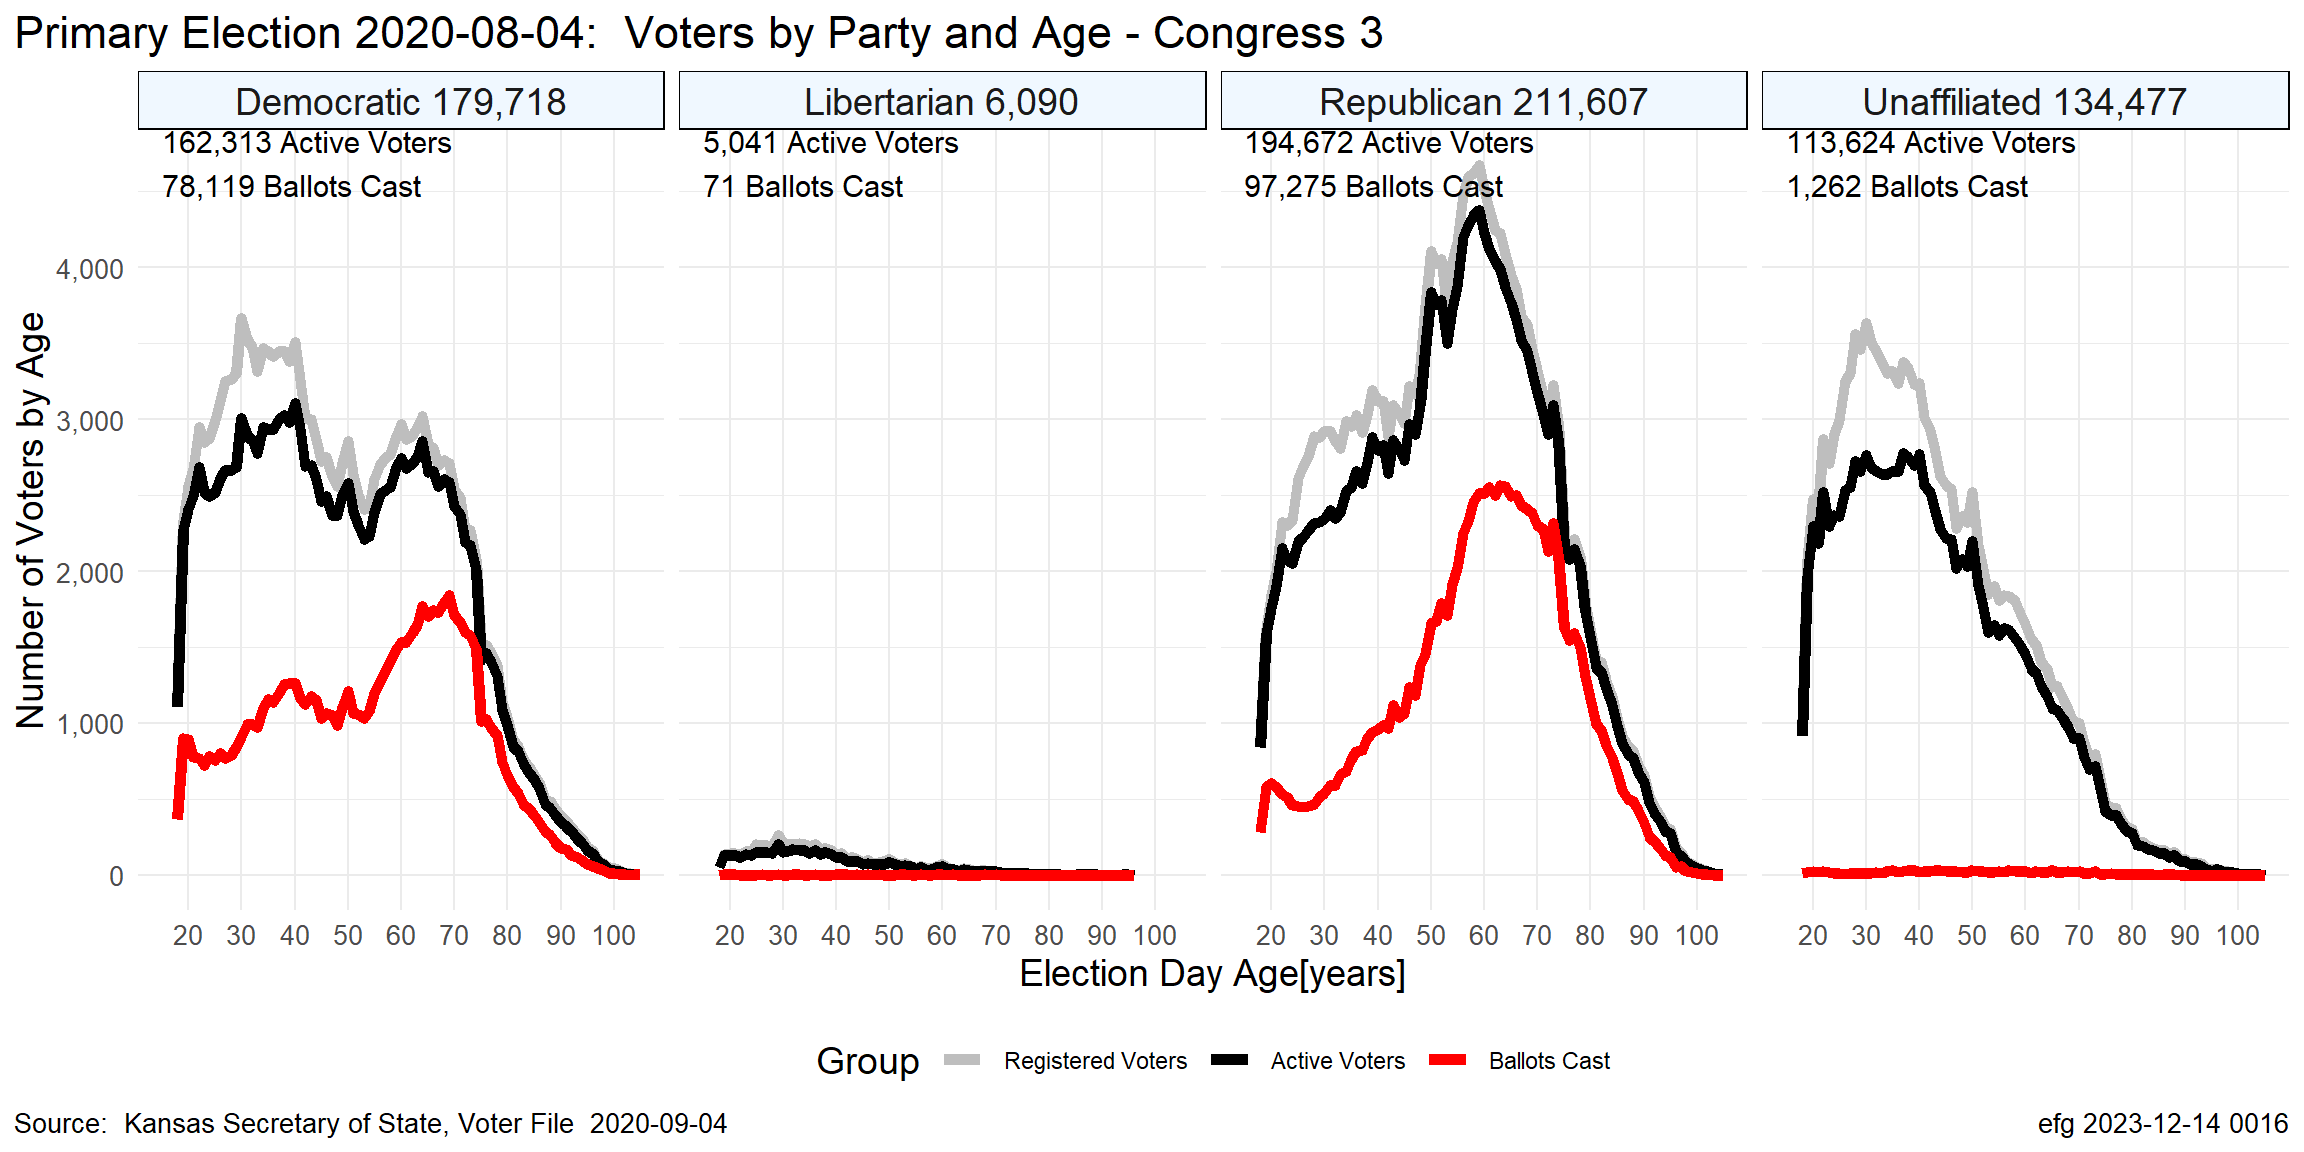 Primary Election 2020-08-04:  Voters by Party and Age - Congress 3
Democratic 179,718
Libertarian 6,090
Republican 211,607
Unaffiliated 134,477
162,313 Active Voters
78,119 Ballots Cast
5,041 Active Voters
71 Ballots Cast
194,672 Active Voters
97,275 Ballots Cast
113,624 Active Voters
1,262 Ballots Cast
Number of Voters by Age
4,000
3,000
2,000
1,000
0
20 30 40 50 60 70 80 90 100
20 30 40 50 60 70 80 90 100
20 30 40 50 60 70 80 90 100
20 30 40 50 60 70 80 90 100
Election Day Age[years]
Group Registered Voters Active Voters Ballots Cast
Source:  Kansas Secretary of State, Voter File  2020-09-04
efg 2023-12-14 0016